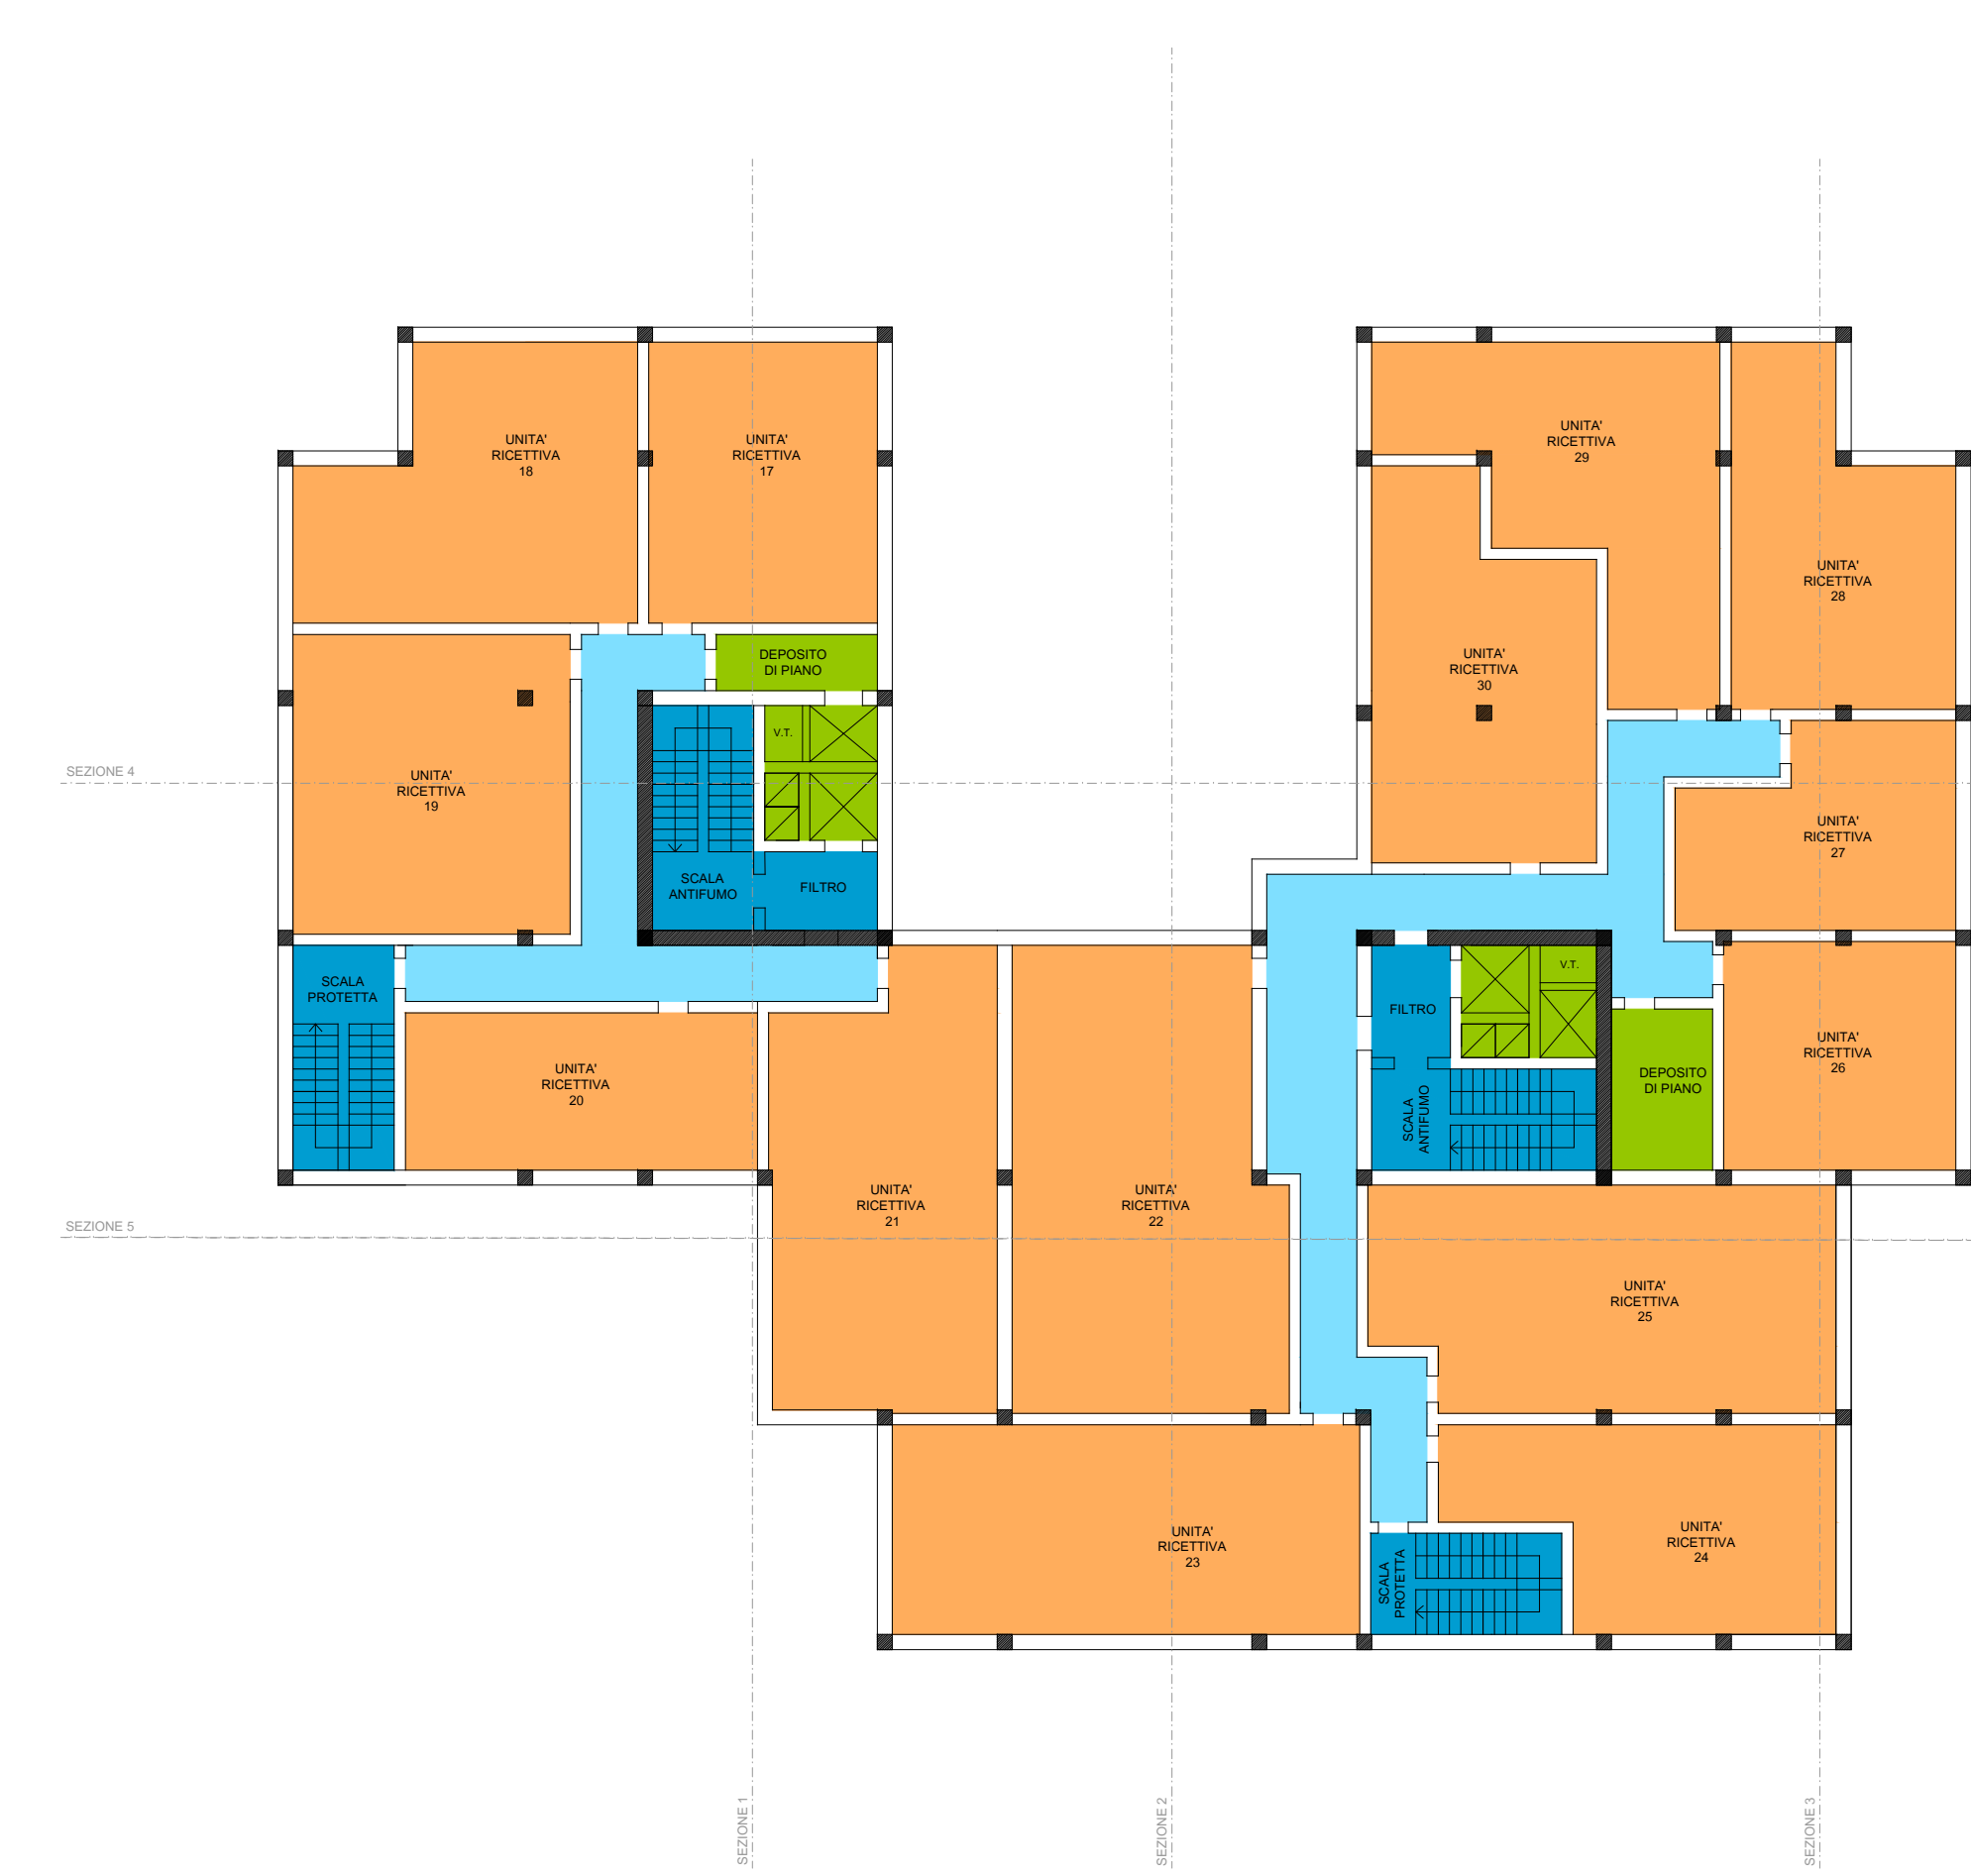 UNITA'
RICETTIVA
18
UNITA'
RICETTIVA
17
UNITA'
RICETTIVA
29
UNITA'
RICETTIVA
28
DEPOSITO
DI PIANO
UNITA'
RICETTIVA
30
V.T.
SEZIONE 4
UNITA'
RICETTIVA
19
UNITA'
RICETTIVA
27
SCALA
ANTIFUMO
FILTRO
SCALA
PROTETTA
V.T.
FILTRO
UNITA'
RICETTIVA
26
UNITA'
RICETTIVA
20
DEPOSITO
DI PIANO
SCALA
ANTIFUMO
UNITA'
RICETTIVA
21
UNITA'
RICETTIVA
22
SEZIONE 5
UNITA'
RICETTIVA
25
UNITA'
RICETTIVA
23
UNITA'
RICETTIVA
24
SCALA
PROTETTA
SEZIONE 1
SEZIONE 2
SEZIONE 3